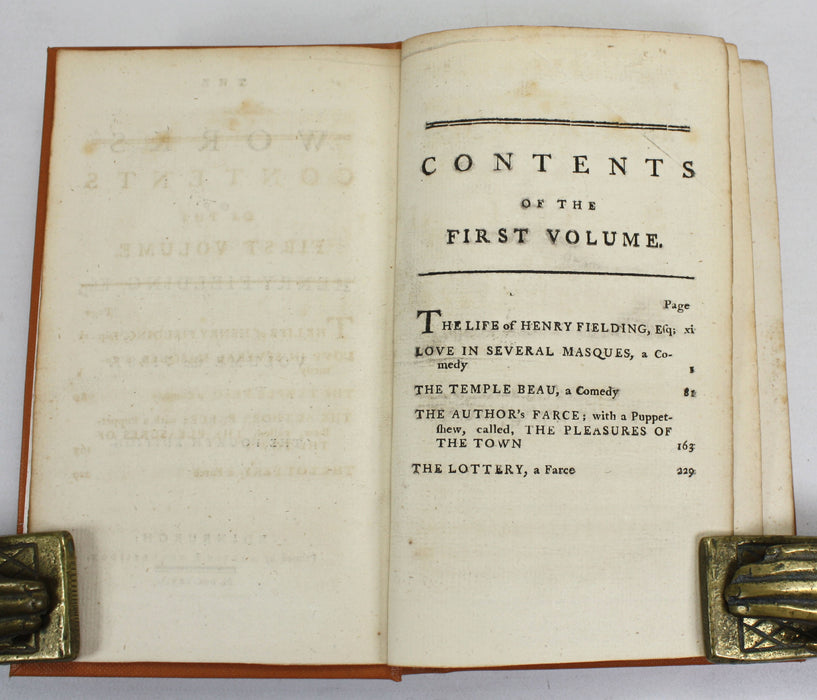 CONTENTS
OF THE
FIRST VOLUME.
Page
THE LIFE of HENRY FIELDING, Eſq; xi
LOVE IN SEVERAL MASQUES, a Co-
medy 1
THE TEMPLE BEAU, a Comedy 81
THE AUTHOR's FARCE; with a Puppet-
ſhew, called, THE PLEASURES OF
THE TOWN 163
THE LOTTERY, a Farce 229